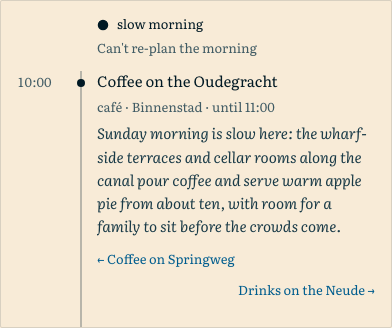 slow morning
Can't re-plan the morning
10:00
Coffee on the Oudegracht
café · Binnenstad · until 11:00
Sunday morning is slow here: the wharf-
side terraces and cellar rooms along the
canal pour coffee and serve warm apple
pie from about ten, with room for a
family to sit before the crowds come.
← Coffee on Springweg
Drinks on the Neude →